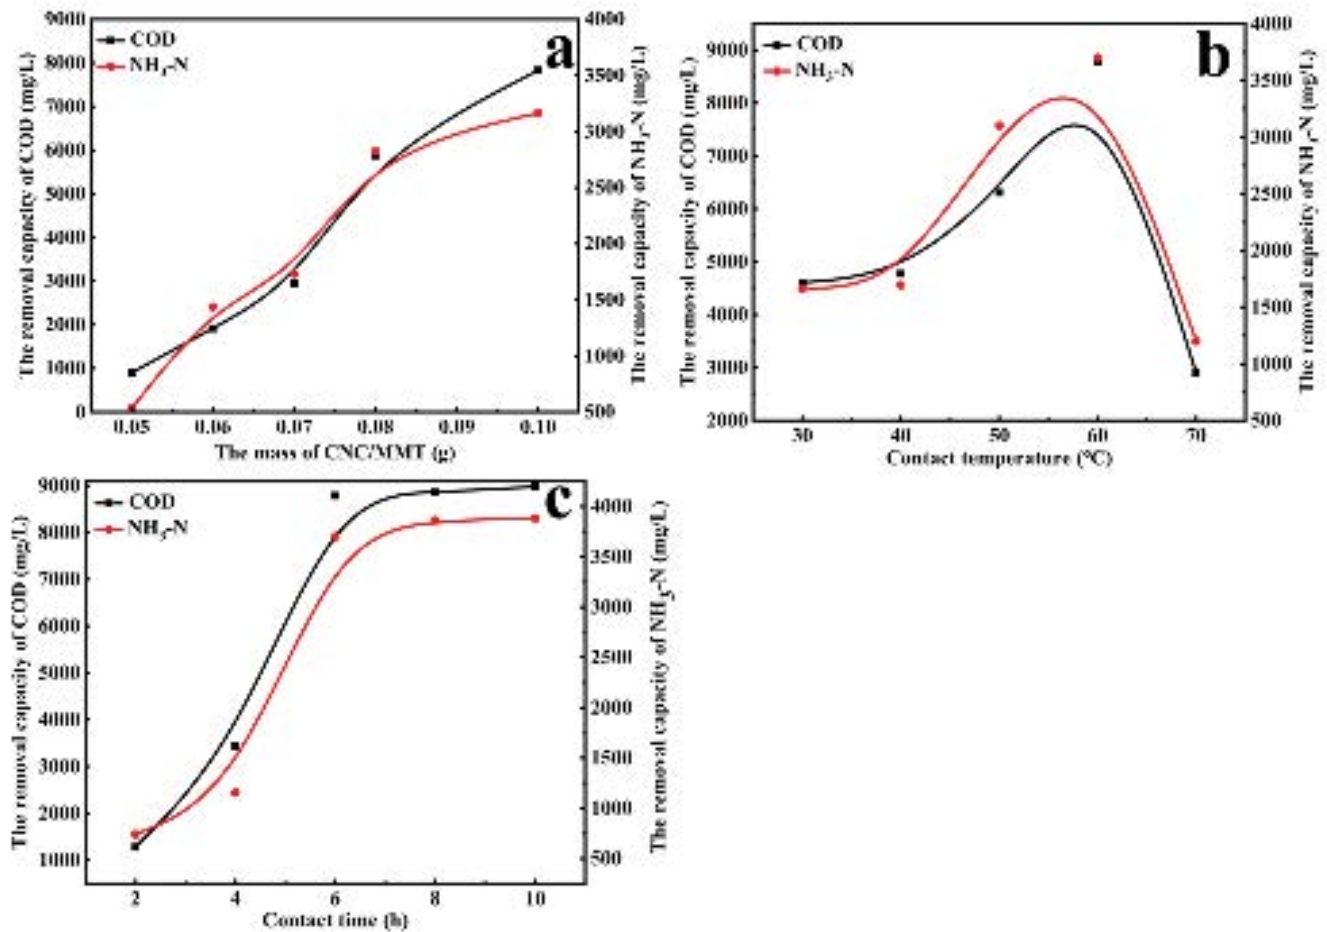 a
COD
NH3-N
The removal capacity of COD (mg/L)
9000
8000
7000
6000
5000
4000
3000
2000
1000
0
The removal capacity of NH3-N (mg/L)
4000
3500
3000
2500
2000
1500
1000
500
0.05 0.06 0.07 0.08 0.09 0.10
The mass of CNC/MMT (g)
b
COD
NH3-N
The removal capacity of COD (mg/L)
9000
8000
7000
6000
5000
4000
3000
2000
The removal capacity of NH3-N (mg/L)
4000
3500
3000
2500
2000
1500
1000
500
30 40 50 60 70
Contact temperature (°C)
c
COD
NH3-N
The removal capacity of COD (mg/L)
9000
8000
7000
6000
5000
4000
3000
2000
1000
The removal capacity of NH3-N (mg/L)
4000
3500
3000
2500
2000
1500
1000
500
2 4 6 8 10
Contact time (h)